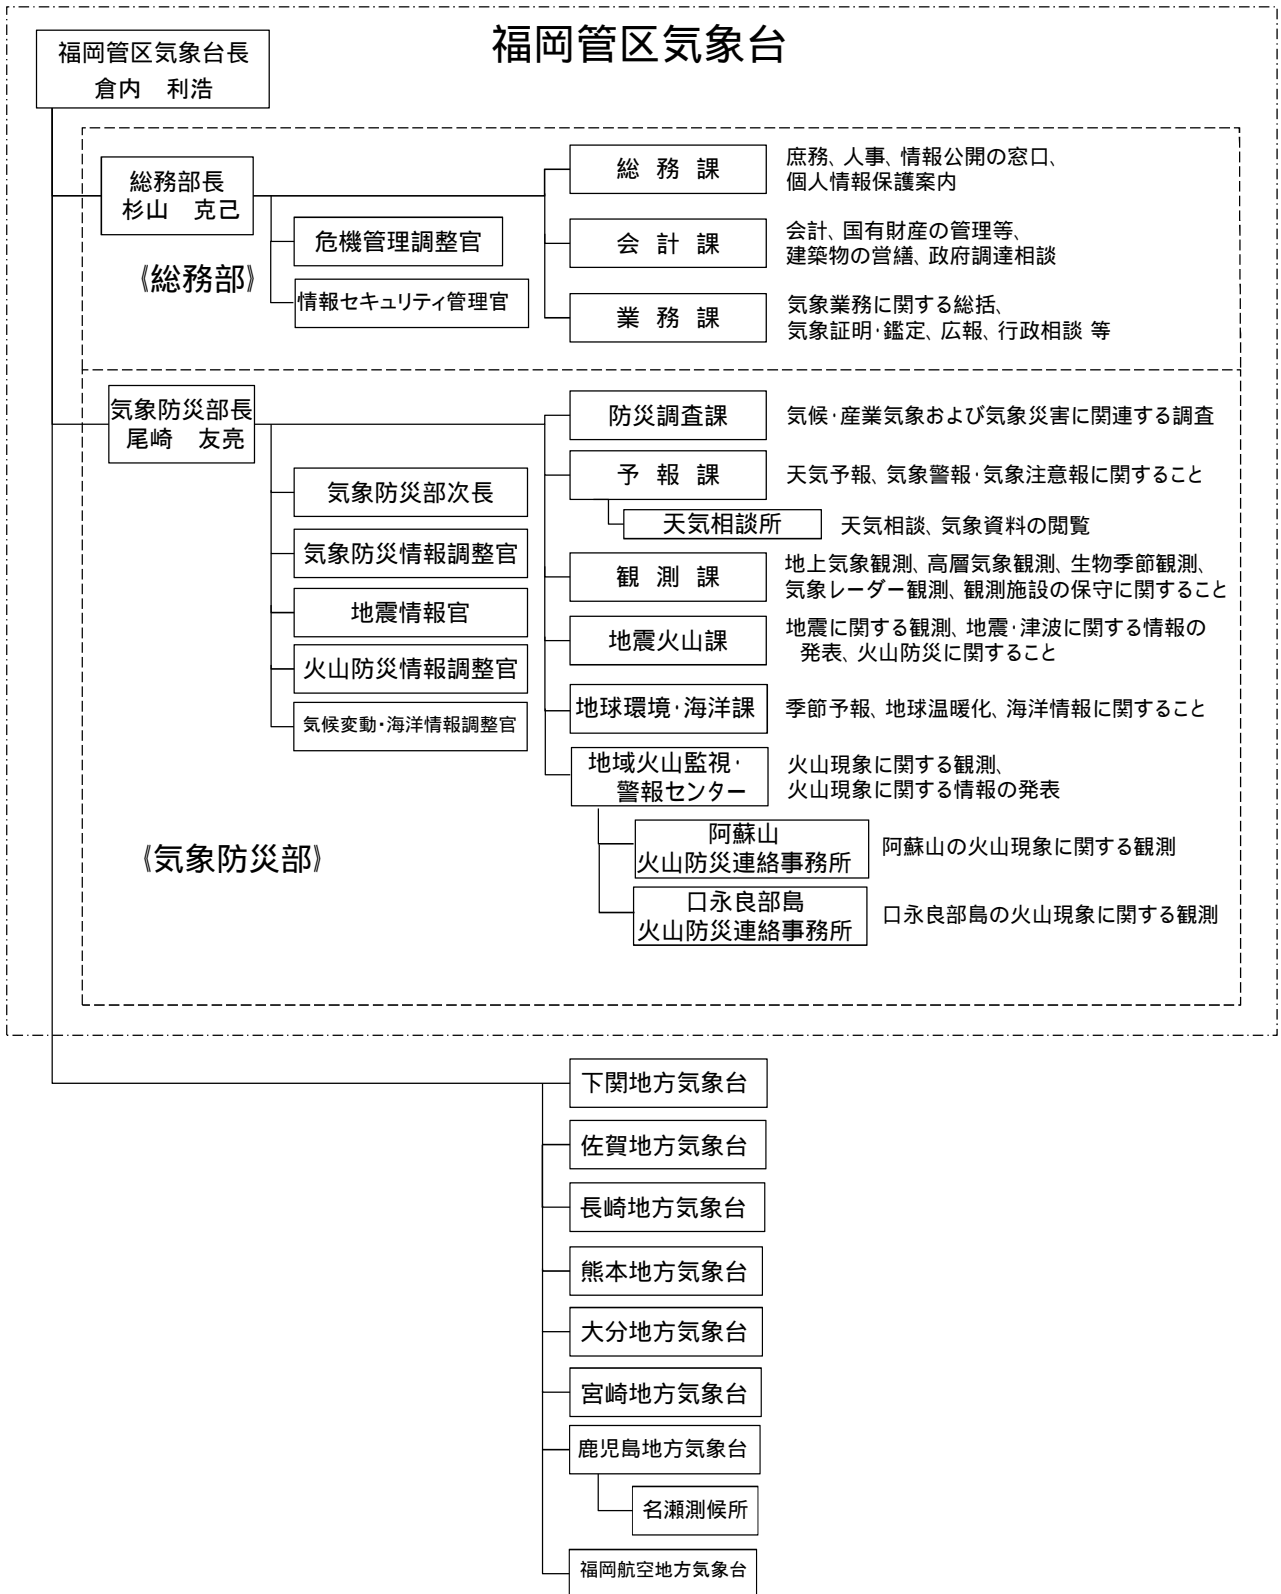 福岡管区気象台
福岡管区気象台長
倉内　利浩
総務部長
杉山　克己
《総務部》
危機管理調整官
情報セキュリティ管理官
総 務 課
庶務、人事、情報公開の窓口、
個人情報保護案内
会 計 課
会計、国有財産の管理等、
建築物の営繕、政府調達相談
業 務 課
気象業務に関する総括、
気象証明・鑑定、広報、行政相談 等
気象防災部長
尾崎　友亮
気象防災部次長
気象防災情報調整官
地震情報官
火山防災情報調整官
気候変動・海洋情報調整官
《気象防災部》
防災調査課
気候・産業気象および気象災害に関連する調査
予 報 課
天気予報、気象警報・気象注意報に関すること
天気相談所
天気相談、気象資料の閲覧
観 測 課
地上気象観測、高層気象観測、生物季節観測、
気象レーダー観測、観測施設の保守に関すること
地震火山課
地震に関する観測、地震・津波に関する情報の
発表、火山防災に関すること
地球環境・海洋課
季節予報、地球温暖化、海洋情報に関すること
地域火山監視・
警報センター
火山現象に関する観測、
火山現象に関する情報の発表
阿蘇山
火山防災連絡事務所
阿蘇山の火山現象に関する観測
口永良部島
火山防災連絡事務所
口永良部島の火山現象に関する観測
下関地方気象台
佐賀地方気象台
長崎地方気象台
熊本地方気象台
大分地方気象台
宮崎地方気象台
鹿児島地方気象台
名瀬測候所
福岡航空地方気象台